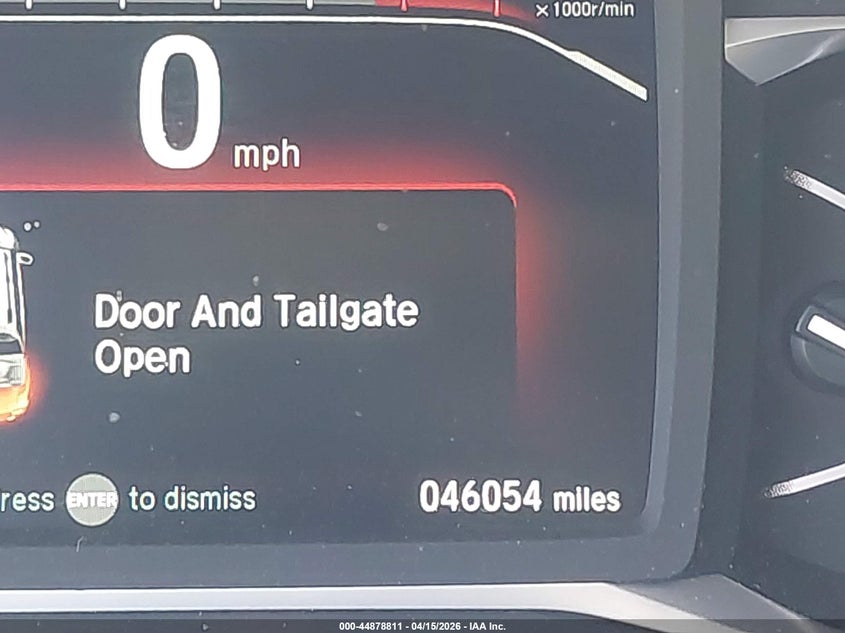 x1000r/min
0 mph
Door And Tailgate
Open
ress ENTER to dismiss
046054 miles
000-44878811 - 04/15/2026 - IAA Inc.